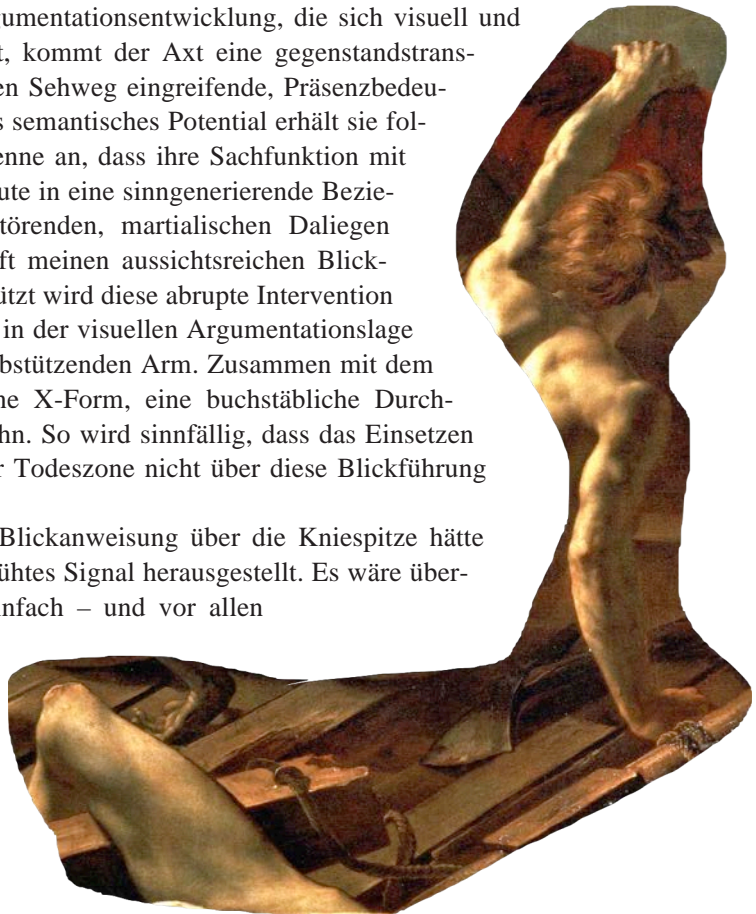 gumentationsentwicklung, die sich visuell und
t, kommt der Axt eine gegenstandstrans-
en Sehweg eingreifende, Präsenzbedeu-
s semantisches Potential erhält sie fol-
enne an, dass ihre Sachfunktion mit
ute in eine sinngenerierende Bezie-
törenden, martialischen Daliegen
ft meinen aussichtsreichen Blick-
ützt wird diese abrupte Intervention
in der visuellen Argumentationslage
bstützenden Arm. Zusammen mit dem
ne X-Form, eine buchstäbliche Durch-
hn. So wird sinnfällig, dass das Einsetzen
r Todeszone nicht über diese Blickführung
Blickanweisung über die Kniespitze hätte
ühtes Signal herausgestellt. Es wäre über-
nfach – und vor allen